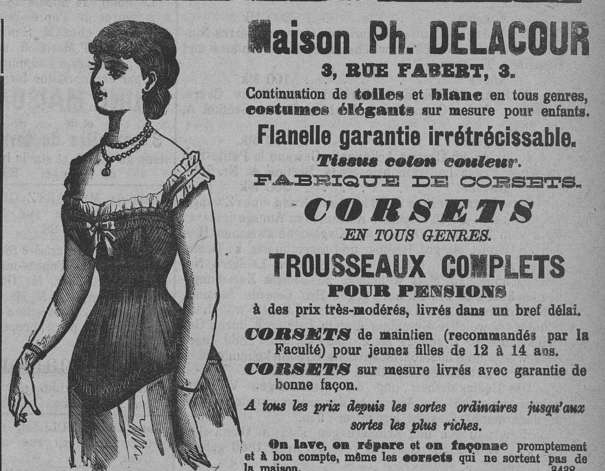 Maison Ph. DELACOUR
3, RUE FABERT, 3.
Continuation de toiles et blanc en tous genres,
costumes élégants sur mesure pour enfants.
Flanelle garantie irrétrécissable.
Tissus coton couleur.
FABRIQUE DE CORSETS.
CORSETS
EN TOUS GENRES.
TROUSSEAUX COMPLETS
POUR PENSIONS
à des prix très-modérés, livrés dans un bref délai.
CORSETS de maintien (recommandés par la
Faculté) pour jeunes filles de 12 à 14 ans.
CORSETS sur mesure livrés avec garantie de
bonne façon.
A tous les prix depuis les sortes ordinaires jusqu'aux
sortes les plus riches.
On lave, on répare et on façonne promptement
et à bon compte, même les corsets qui ne sortent pas de
la maison.